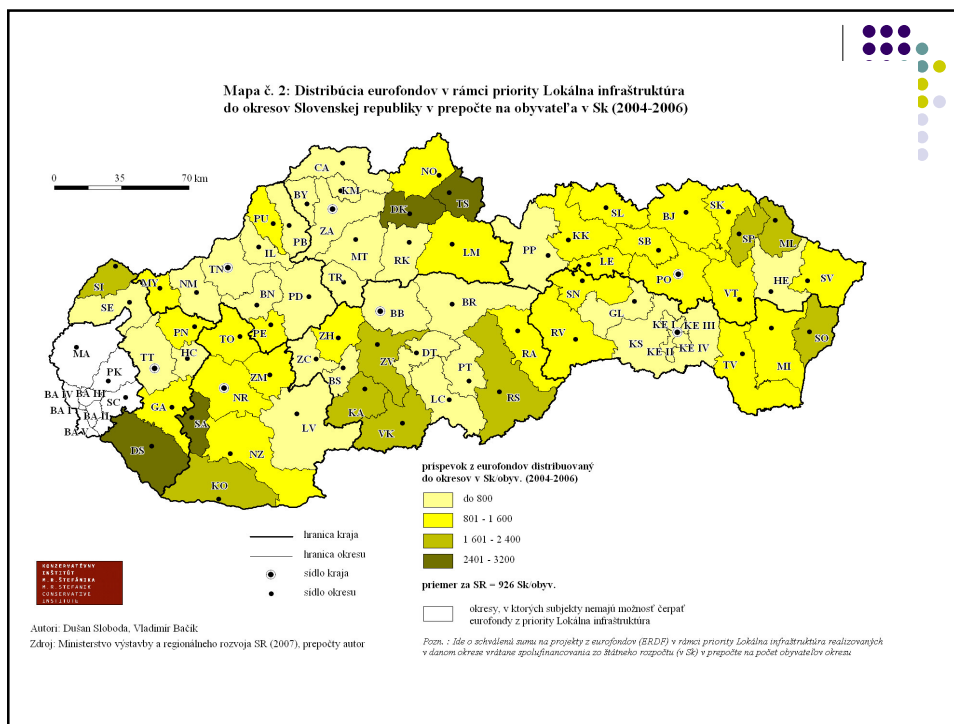 Mapa č. 2: Distribúcia eurofondov v rámci priority Lokálna infraštruktúra
do okresov Slovenskej republiky v prepočte na obyvateľa v Sk (2004-2006)
0 35 70 km
CA
NO
BY
KM
DK
TS
PU
PB
ZA
IL
MT
RK
LM
PP
KK
SL
BJ
SK
SP
ML
SB
LE
PO
HE
SV
VT
TN
SI
MY
NM
SE
BN
PD
TR
BB
BR
SN
GL
RV
KE I
KE III
KS
KE II
KE IV
SO
TV
MI
PN
TO
PE
ZH
MA
TT
HC
ZC
ZV
DT
RA
PK
ZM
BS
PT
BA IV
BA III
SC
NR
KA
LC
RS
BA I
BA II
GA
SA
LV
VK
BA V
DS
NZ
KO
príspevok z eurofondov distribuovaný
do okresov v Sk/obyv. (2004-2006)
do 800
801 - 1 600
1 601 - 2 400
2401 - 3200
priemer za SR = 926 Sk/obyv.
okresy, v ktorých subjekty nemajú možnosť čerpať
eurofondy z priority Lokálna infraštruktúra
hranica kraja
hranica okresu
sídlo kraja
sídlo okresu
KONZERVATÍVNY
INŠTITÚT
M. R. ŠTEFÁNIKA
M. R. STEFANIK
CONSERVATIVE
INSTITUTE
Autori: Dušan Sloboda, Vladimír Bačík
Zdroj: Ministerstvo výstavby a regionálneho rozvoja SR (2007), prepočty autor
Pozn. : Ide o schválenú sumu na projekty z eurofondov (ERDF) v rámci priority Lokálna infraštruktúra realizovaných
v danom okrese vrátane spolufinancovania zo štátneho rozpočtu (v Sk) v prepočte na počet obyvateľov okresu